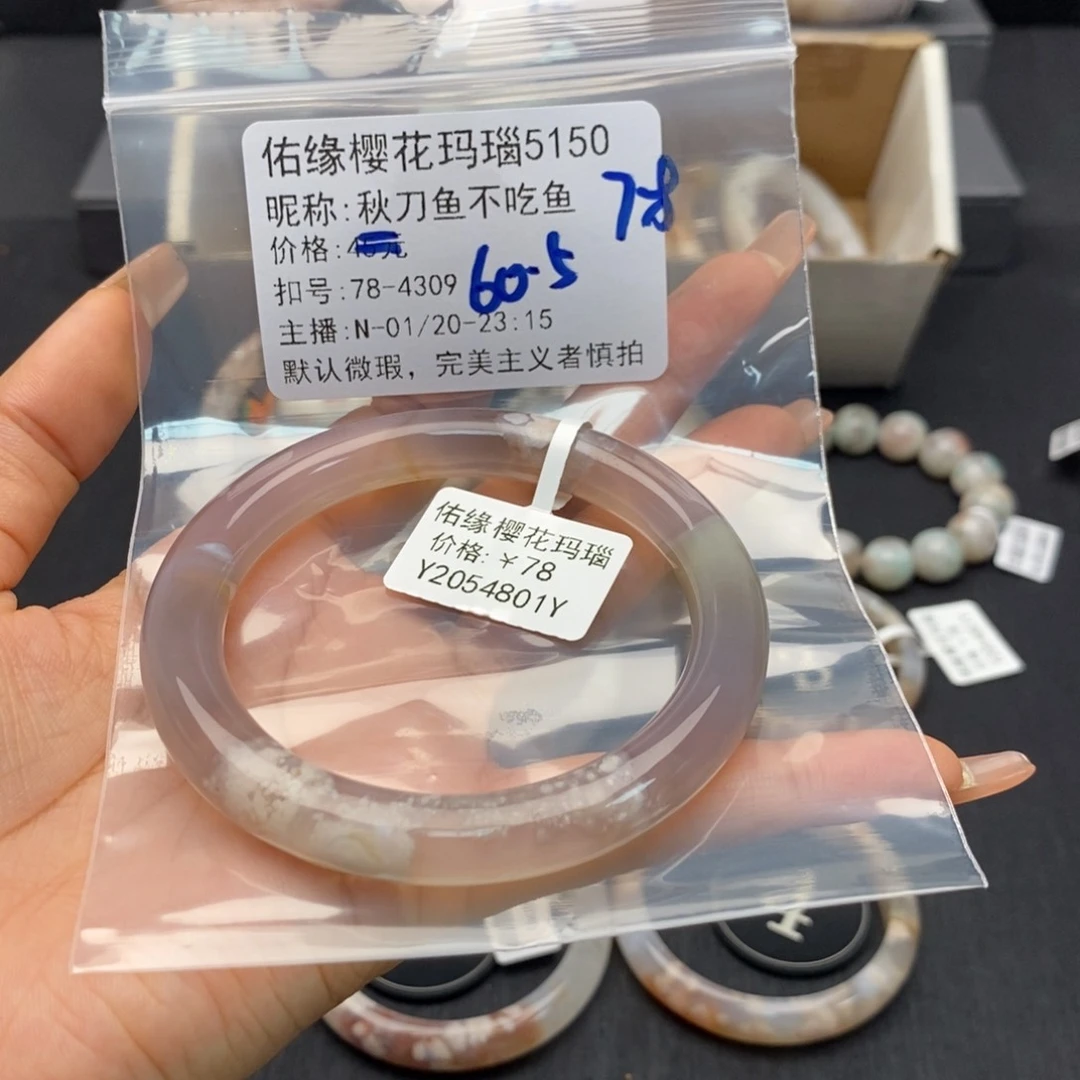 佑缘樱花玛瑙5150
昵称:秋刀鱼不吃鱼
78
价格:
扣号:78-4309
60.5
主播:N-01/20-23:15
默认微瑕，完美主义者慎拍
佑缘樱花玛瑙
价格:￥78
Y2054801Y
H